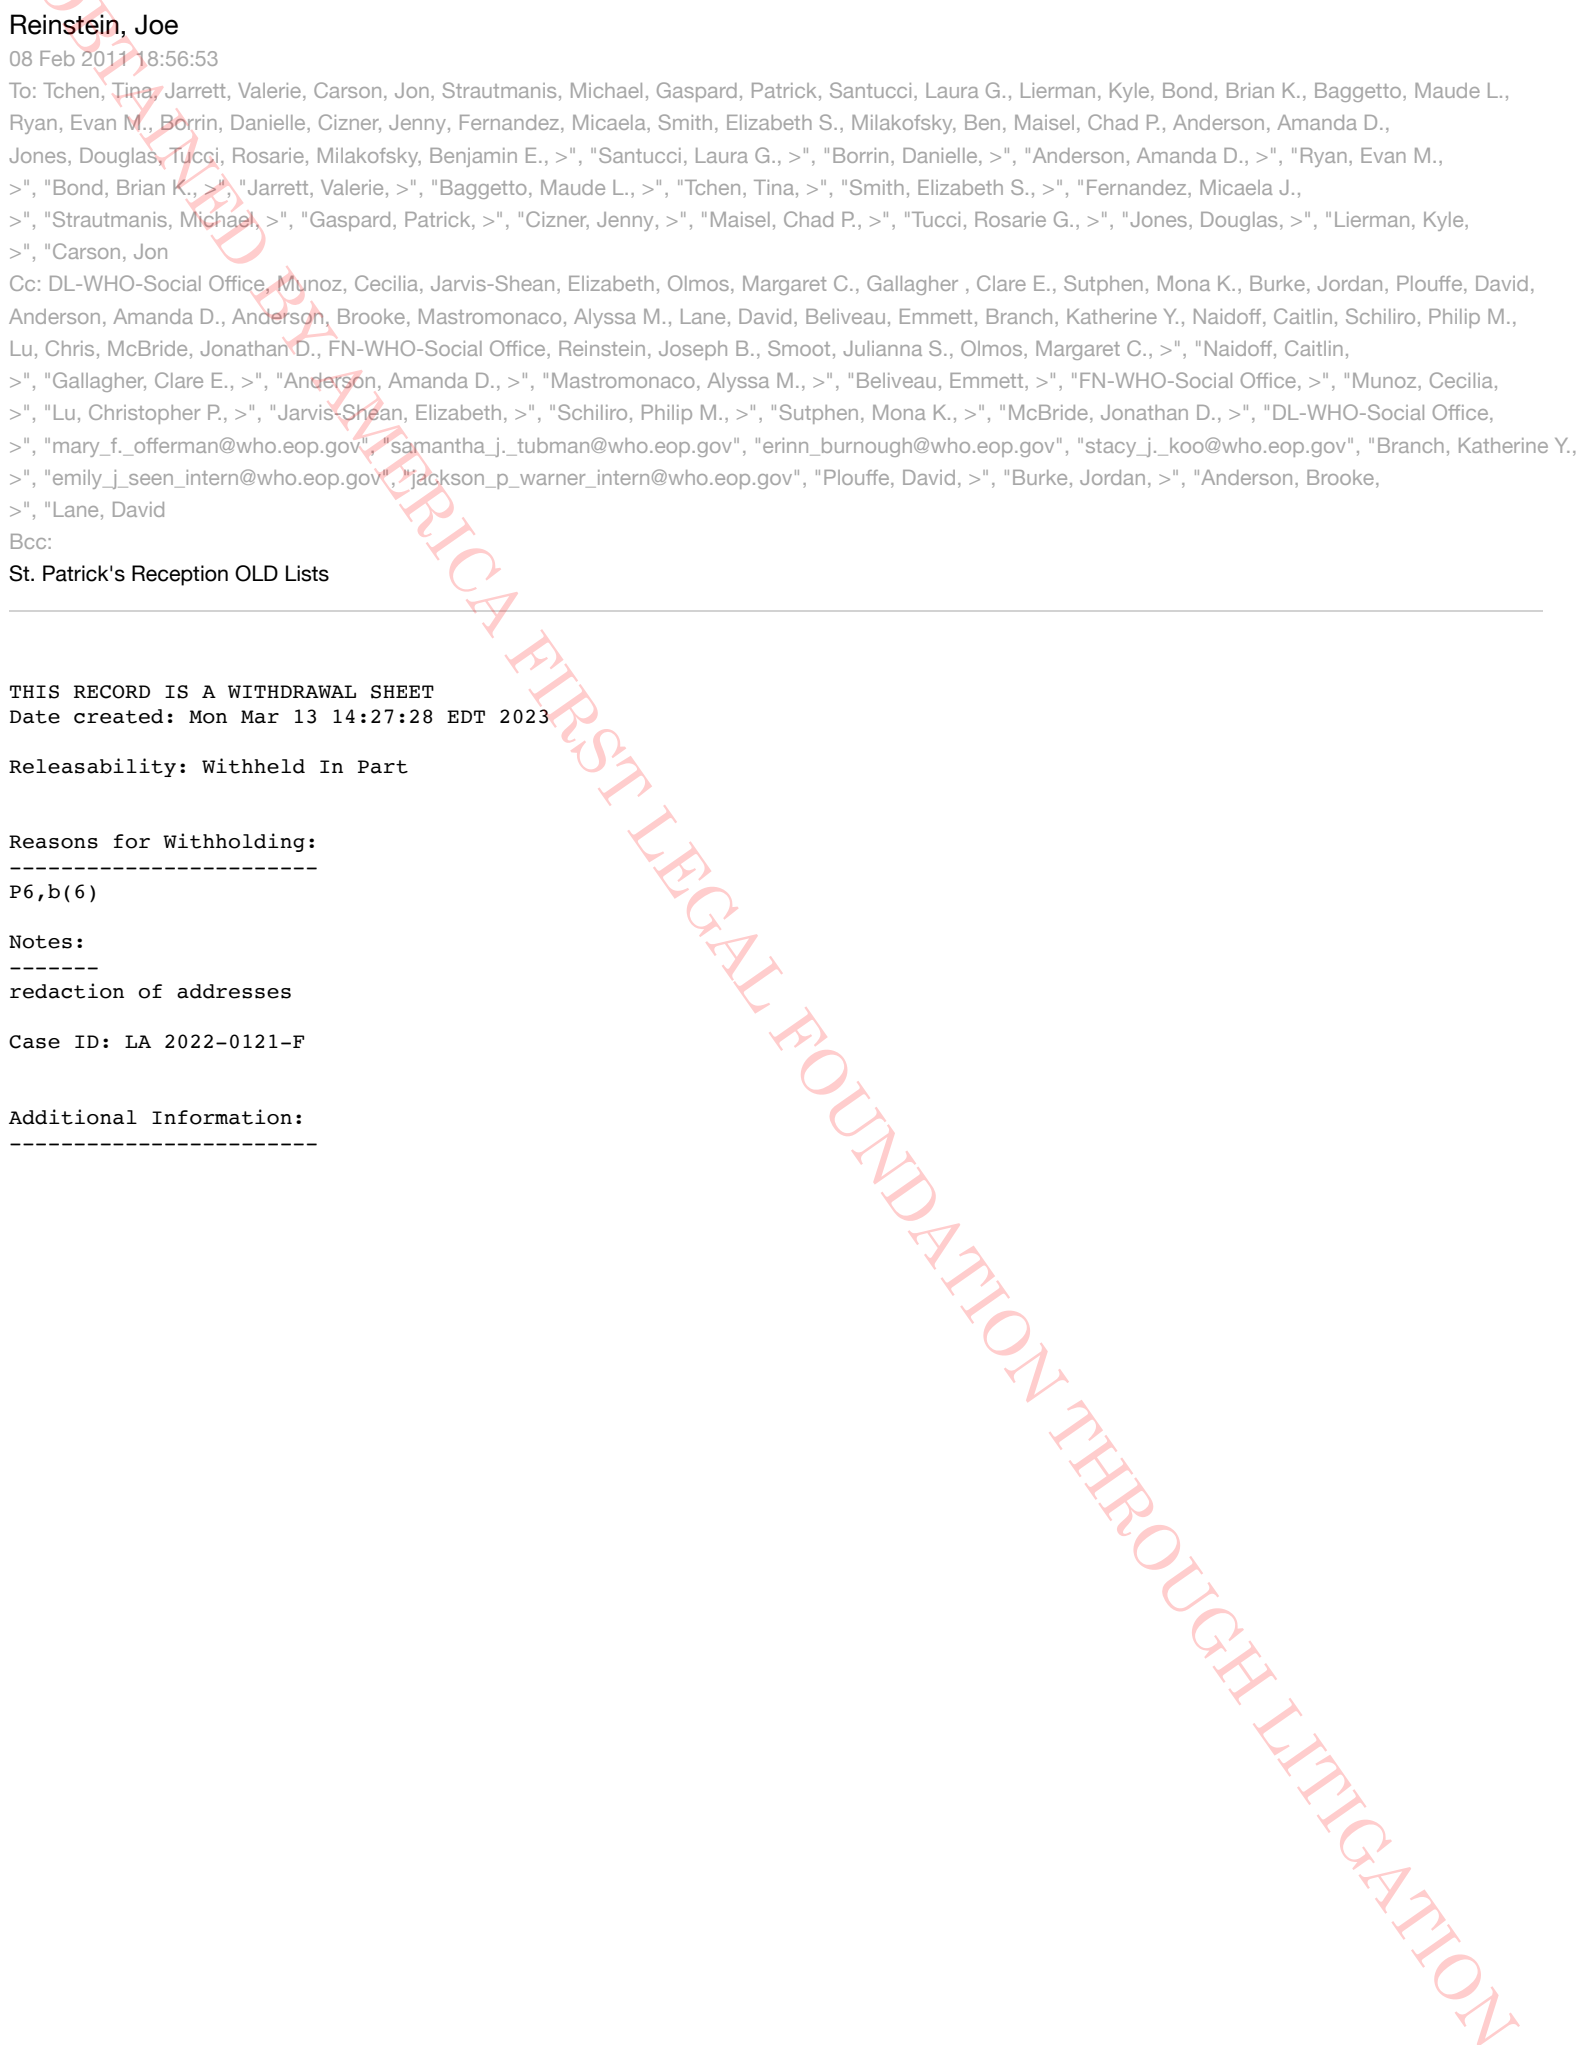 Reinstein, Joe
08 Feb 2011 18:56:53
To: Tchen, Tina, Jarrett, Valerie, Carson, Jon, Strautmanis, Michael, Gaspard, Patrick, Santucci, Laura G., Lierman, Kyle, Bond, Brian K., Baggetto, Maude L.,
Ryan, Evan M., Borrin, Danielle, Cizner, Jenny, Fernandez, Micaela, Smith, Elizabeth S., Milakofsky, Ben, Maisel, Chad P., Anderson, Amanda D.,
Jones, Douglas, Tucci, Rosarie, Milakofsky, Benjamin E., >", "Santucci, Laura G., >", "Borrin, Danielle, >", "Anderson, Amanda D., >", "Ryan, Evan M.,
>", "Bond, Brian K., >", "Jarrett, Valerie, >", "Baggetto, Maude L., >", "Tchen, Tina, >", "Smith, Elizabeth S., >", "Fernandez, Micaela J.,
>", "Strautmanis, Michael, >", "Gaspard, Patrick, >", "Cizner, Jenny, >", "Maisel, Chad P., >", "Tucci, Rosarie G., >", "Jones, Douglas, >", "Lierman, Kyle,
>", "Carson, Jon
Cc: DL-WHO-Social Office, Munoz, Cecilia, Jarvis-Shean, Elizabeth, Olmos, Margaret C., Gallagher , Clare E., Sutphen, Mona K., Burke, Jordan, Plouffe, David,
Anderson, Amanda D., Anderson, Brooke, Mastromonaco, Alyssa M., Lane, David, Beliveau, Emmett, Branch, Katherine Y., Naidoff, Caitlin, Schiliro, Philip M.,
Lu, Chris, McBride, Jonathan D., FN-WHO-Social Office, Reinstein, Joseph B., Smoot, Julianna S., Olmos, Margaret C., >", "Naidoff, Caitlin,
>", "Gallagher, Clare E., >", "Anderson, Amanda D., >", "Mastromonaco, Alyssa M., >", "Beliveau, Emmett, >", "FN-WHO-Social Office, >", "Munoz, Cecilia,
>", "Lu, Christopher P., >", "Jarvis-Shean, Elizabeth, >", "Schiliro, Philip M., >", "Sutphen, Mona K., >", "McBride, Jonathan D., >", "DL-WHO-Social Office,
>", "mary_f._offerman@who.eop.gov", "samantha_j._tubman@who.eop.gov", "erinn_burnough@who.eop.gov", "stacy_j._koo@who.eop.gov", "Branch, Katherine Y.,
>", "emily_j_seen_intern@who.eop.gov", "jackson_p_warner_intern@who.eop.gov", "Plouffe, David, >", "Burke, Jordan, >", "Anderson, Brooke,
>", "Lane, David
Bcc:
St. Patrick's Reception OLD Lists
THIS RECORD IS A WITHDRAWAL SHEET
Date created: Mon Mar 13 14:27:28 EDT 2023
Releasability: Withheld In Part
Reasons for Withholding:
------------------------
P6,b(6)
Notes:
-------
redaction of addresses
Case ID: LA 2022-0121-F
Additional Information:
------------------------
OBTAINED BY AMERICA FIRST LEGAL FOUNDATION THROUGH LITIGATION